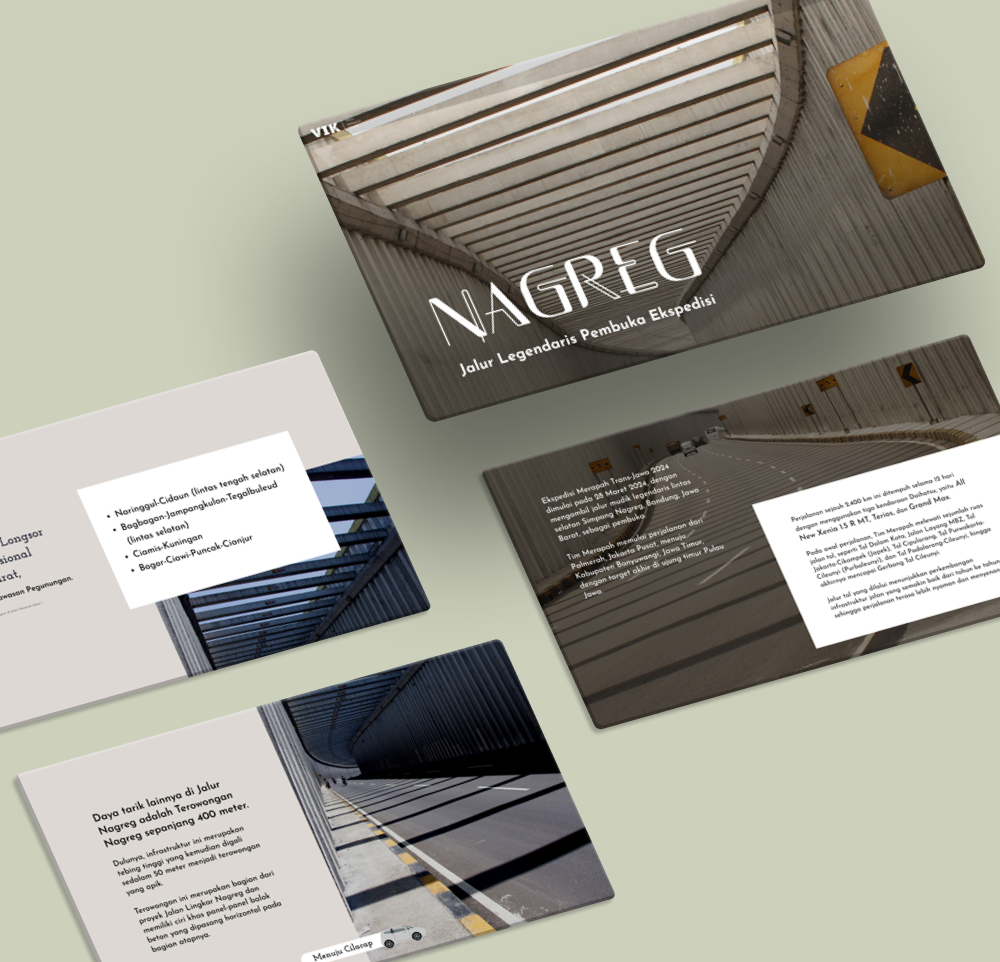 VIK
NAGREG
Jalur Legendaris Pembuka Ekspedisi
Longsor
sional
arat,
awasan Pegunungan.
• Naringgul-Cidaun (lintas tengah selatan)
• Bagbagan-Jampangkulon-Tegalbuleud
(lintas selatan)
• Ciamis-Kuningan
• Bogor-Ciawi-Puncak-Cianjur
Ekspedisi Merapah Trans-Jawa 2024
dimulai pada 28 Maret 2024, dengan
mengambil jalur mudik legendaris lintas
selatan Simpang Nagreg, Bandung, Jawa
Barat, sebagai pembuka.
Tim Merapah memulai perjalanan dari
Palmerah, Jakarta Pusat, menuju
Kabupaten Banyuwangi, Jawa Timur,
dengan target akhir di ujung timur Pulau
Jawa
Perjalanan sejauh 2.400 km ini ditempuh selama 12 hari
dengan menggunakan tiga kendaraan Daihatsu, yaitu All
New Xenia 1.5 R MT, Terios, dan Grand Max.
Pada awal perjalanan, Tim Merapah melewati sejumlah ruas
jalan tol, seperti Tol Dalam Kota, Jalan Layang MBZ, Tol
Jakarta-Cikampek (Japek), Tol Cipularang, Tol Purwakarta-
Cileunyi (Purbaleunyi), dan Tol Padalarang-Cileunyi, hingga
akhirnya mencapai Gerbang Tol Cileunyi.
Jalur tol yang dilalui menunjukkan perkembangan
infrastruktur jalan yang semakin baik dari tahun ke tahun
sehingga perjalanan terasa lebih nyaman dan menyenan
Daya tarik lainnya di Jalur
Nagreg adalah Terowongan
Nagreg sepanjang 400 meter.
Dulunya, infrastruktur ini merupakan
tebing tinggi yang kemudian digali
sedalam 50 meter menjadi terowongan
yang apik.
Terowongan ini merupakan bagian dari
proyek Jalan Lingkar Nagreg dan
memiliki ciri khas panel-panel balok
beton yang dipasang horizontal pada
bagian atapnya.
Menuju Cilacap